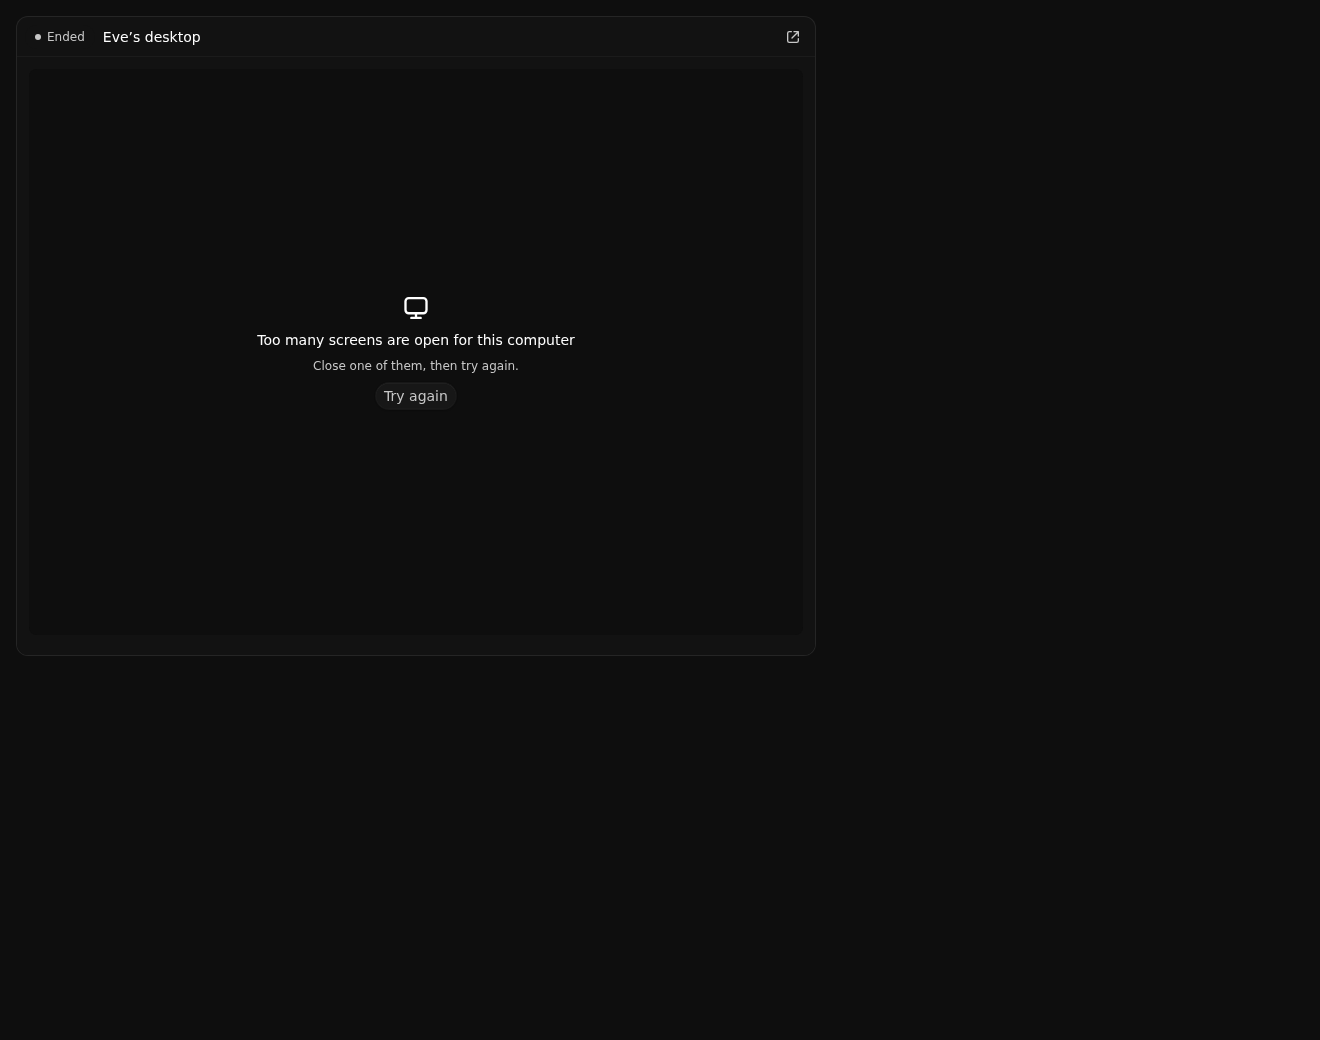 Ended Eve’s desktop
Too many screens are open for this computer
Close one of them, then try again.
Try again